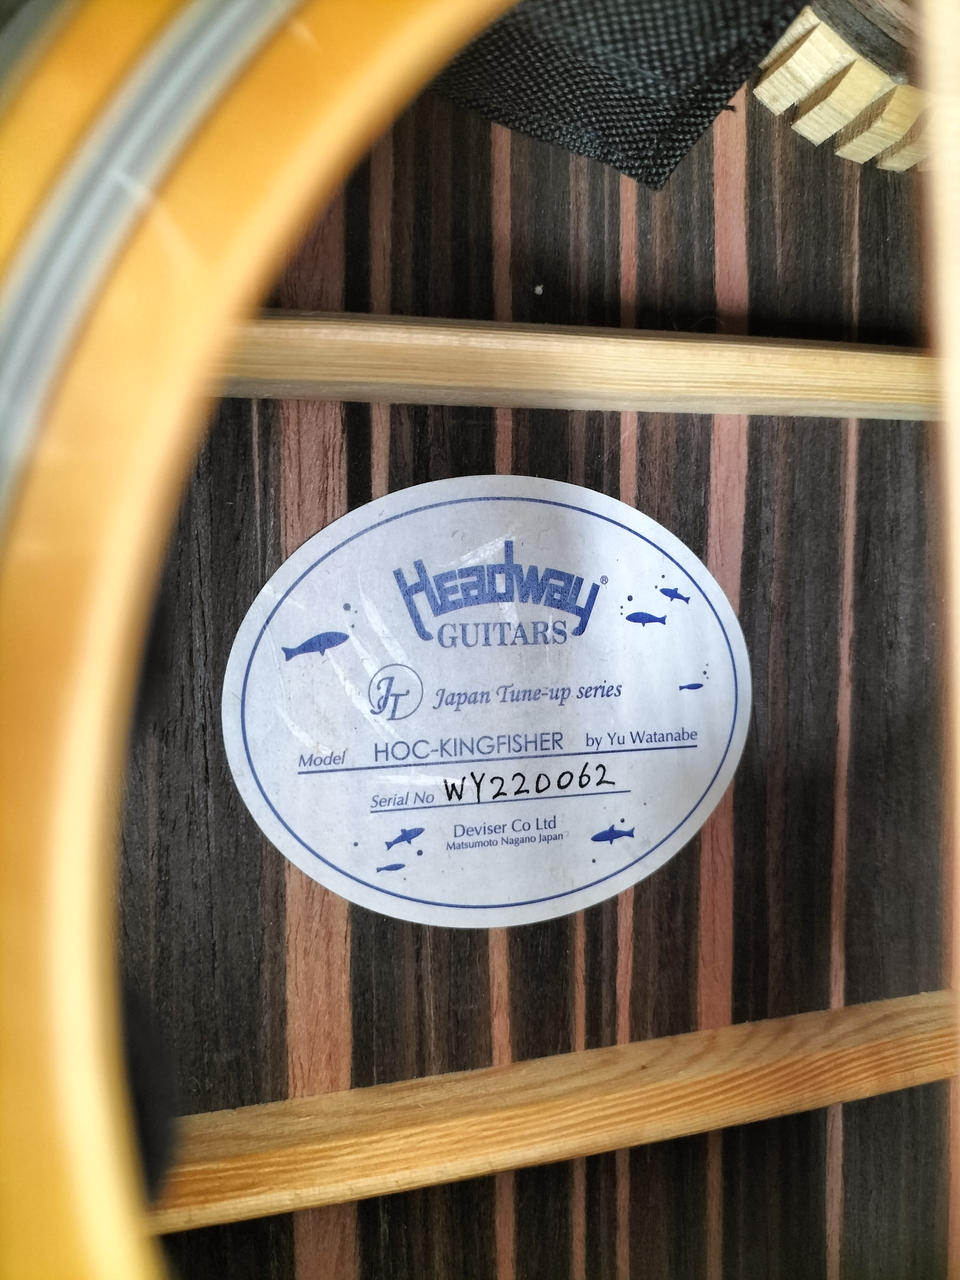 Headway®
GUITARS
JT Japan Tune-up series
Model HOC-KINGFISHER by Yu Watanabe
Serial No WY220062
Deviser Co Ltd
Matsumoto Nagano Japan